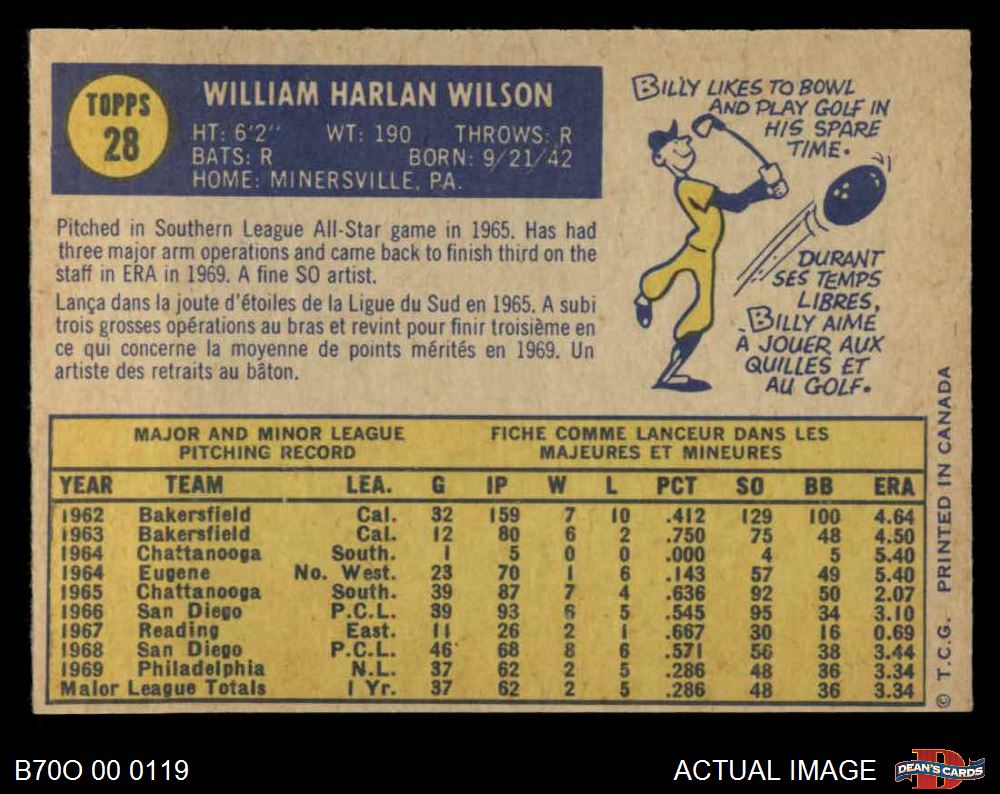 TOPPS
28
WILLIAM HARLAN WILSON
HT: 6'2" WT: 190 THROWS: R
BATS: R BORN: 9/21/42
HOME: MINERSVILLE, PA.
BILLY LIKES TO BOWL
AND PLAY GOLF IN
HIS SPARE
TIME.
DURANT
SES TEMPS
LIBRES,
BILLY AIME
A JOUER AUX
QUILLES ET
AU GOLF.
Pitched in Southern League All-Star game in 1965. Has had
three major arm operations and came back to finish third on the
staff in ERA in 1969. A fine SO artist.
Lança dans la joute d'étoiles de la Ligue du Sud en 1965. A subi
trois grosses opérations au bras et revint pour finir troisième en
ce qui concerne la moyenne de points mérités en 1969. Un
artiste des retraits au bâton.
MAJOR AND MINOR LEAGUE
PITCHING RECORD
FICHE COMME LANCEUR DANS LES
MAJEURES ET MINEURES
YEAR TEAM LEA. G IP W L PCT SO BB ERA
1962 Bakersfield Cal. 32 159 7 10 .412 129 100 4.64
1963 Bakersfield Cal. 12 80 6 2 .750 75 48 4.50
1964 Chattanooga South. 1 5 0 0 .000 4 5 5.40
1964 Eugene No. West. 23 70 1 6 .143 57 49 5.40
1965 Chattanooga South. 39 87 7 4 .636 92 50 2.07
1966 San Diego P.C.L. 39 93 6 5 .545 95 34 3.10
1967 Reading East. 11 26 2 1 .667 30 16 0.69
1968 San Diego P.C.L. 46 68 8 6 .571 56 38 3.44
1969 Philadelphia N.L. 37 62 2 5 .286 48 36 3.34
Major League Totals 1 Yr. 37 62 2 5 .286 48 36 3.34
© T.C.G. PRINTED IN CANADA
B70O 00 0119
ACTUAL IMAGE
D
DEAN'S CARDS